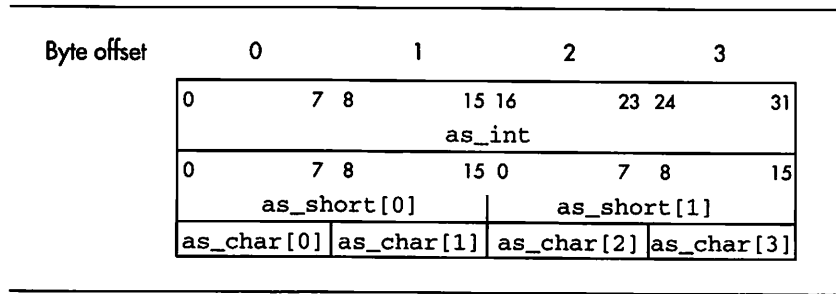 Byte offset 0 1 2 3
0 7 8 15 16 23 24 31
as_int
0 7 8 15 0 7 8 15
as_short[0] as_short[1]
as_char[0] as_char[1] as_char[2] as_char[3]